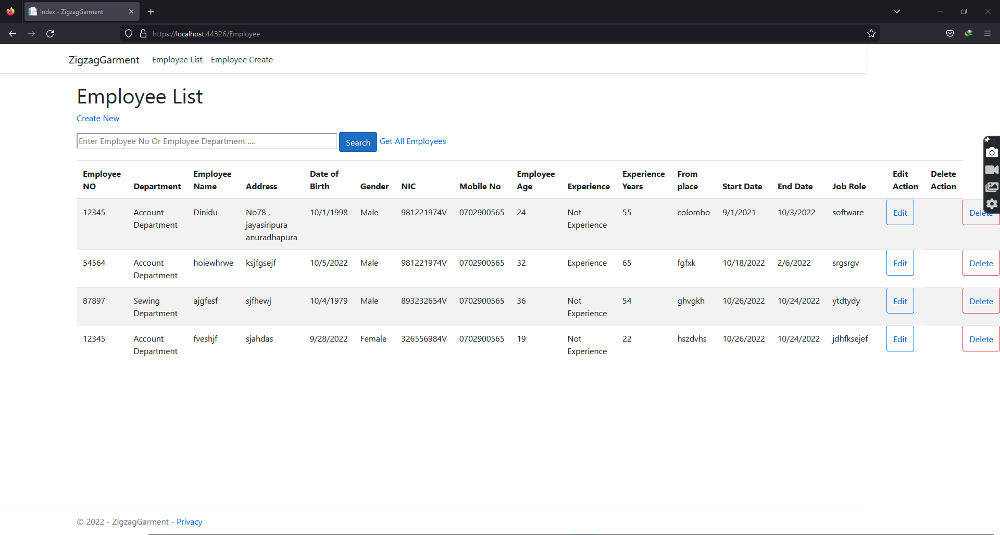 Index - ZigzagGarment
https://localhost:44326/Employee
ZigzagGarment Employee List Employee Create
Employee List
Create New
Enter Employee No Or Employee Department .... Search Get All Employees
Employee NO Department Employee Name Address Date of Birth Gender NIC Mobile No Employee Age Experience Experience Years From place Start Date End Date Job Role Edit Action Delete Action
12345 Account Department Dinidu No78 , jayasiripura anuradhapura 10/1/1998 Male 981221974V 0702900565 24 Not Experience 55 colombo 9/1/2021 10/3/2022 software Edit Delete
54564 Account Department hoiewhrwe ksjfgsejf 10/5/2022 Male 981221974V 0702900565 32 Experience 65 fgfxk 10/18/2022 2/6/2022 srgsrgv Edit Delete
87897 Sewing Department ajgfesf sjfhewj 10/4/1979 Male 893232654V 0702900565 36 Not Experience 54 ghvgkh 10/26/2022 10/24/2022 ytdtydy Edit Delete
12345 Account Department fveshjf sjahdas 9/28/2022 Female 326556984V 0702900565 19 Not Experience 22 hszdvhs 10/26/2022 10/24/2022 jdhfksejef Edit Delete
© 2022 - ZigzagGarment - Privacy